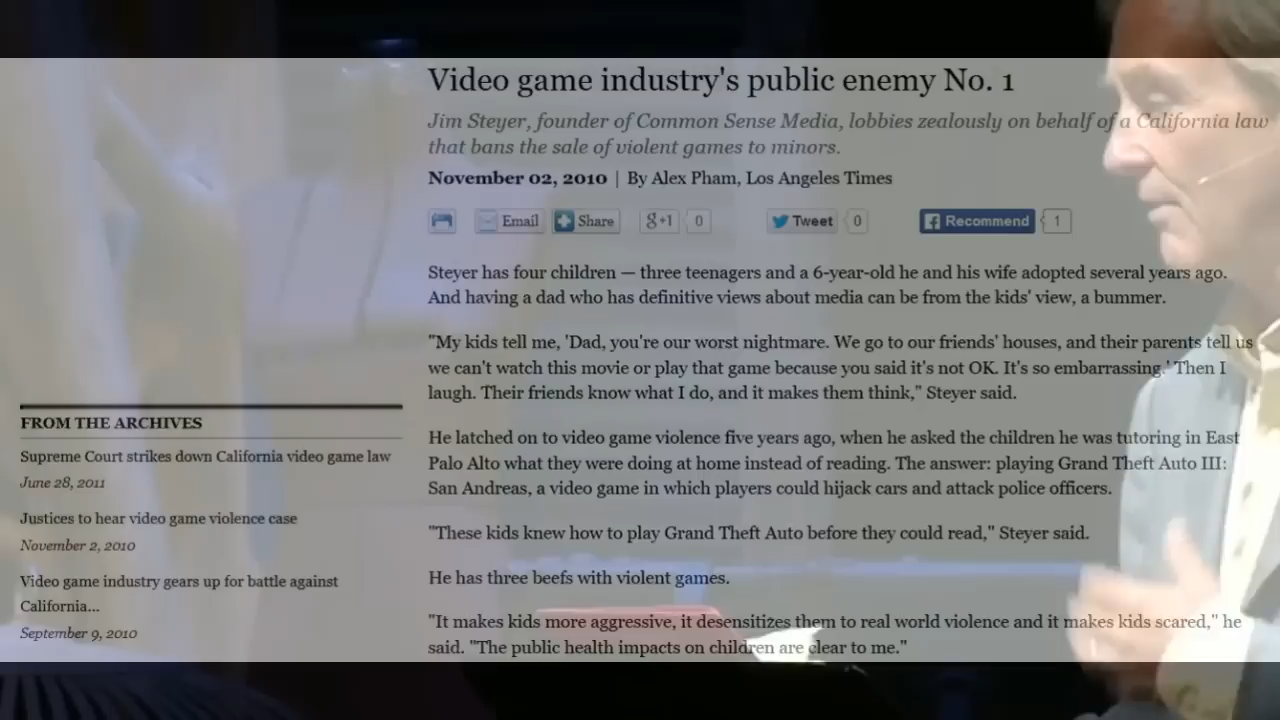 Video game industry's public enemy No. 1
Jim Steyer, founder of Common Sense Media, lobbies zealously on behalf of a California law
that bans the sale of violent games to minors.
November 02, 2010 | By Alex Pham, Los Angeles Times
Email Share g+1 0 Tweet 0 Recommend 1
Steyer has four children — three teenagers and a 6-year-old he and his wife adopted several years ago.
And having a dad who has definitive views about media can be from the kids' view, a bummer.
"My kids tell me, 'Dad, you're our worst nightmare. We go to our friends' houses, and their parents tell us
we can't watch this movie or play that game because you said it's not OK. It's so embarrassing.' Then I
laugh. Their friends know what I do, and it makes them think," Steyer said.
He latched on to video game violence five years ago, when he asked the children he was tutoring in East
Palo Alto what they were doing at home instead of reading. The answer: playing Grand Theft Auto III:
San Andreas, a video game in which players could hijack cars and attack police officers.
"These kids knew how to play Grand Theft Auto before they could read," Steyer said.
He has three beefs with violent games.
"It makes kids more aggressive, it desensitizes them to real world violence and it makes kids scared," he
said. "The public health impacts on children are clear to me."
FROM THE ARCHIVES
Supreme Court strikes down California video game law
June 28, 2011
Justices to hear video game violence case
November 2, 2010
Video game industry gears up for battle against
California...
September 9, 2010